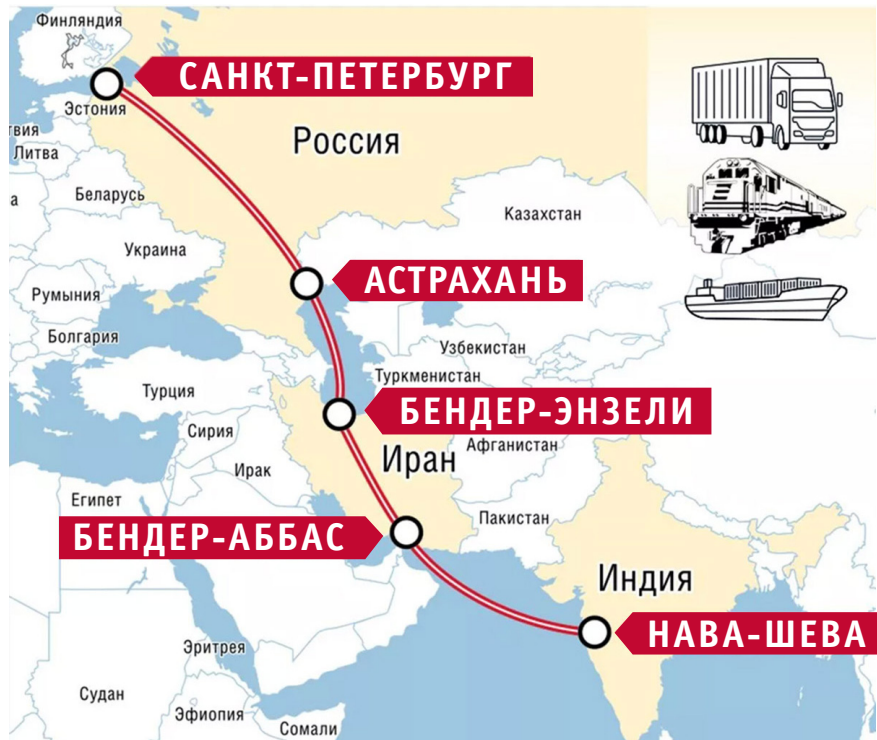 Финляндия
САНКТ-ПЕТЕРБУРГ
Эстония
твия
Литва
Россия
а
Беларусь
Казахстан
Украина
АСТРАХАНЬ
Румыния
Болгария
Узбекистан
Туркменистан
Турция
БЕНДЕР-ЭНЗЕЛИ
Сирия
Афганистан
Иран
Ирак
Египет
Пакистан
БЕНДЕР-АББАС
Индия
НАВА-ШЕВА
Эритрея
Судан
Эфиопия
Сомали